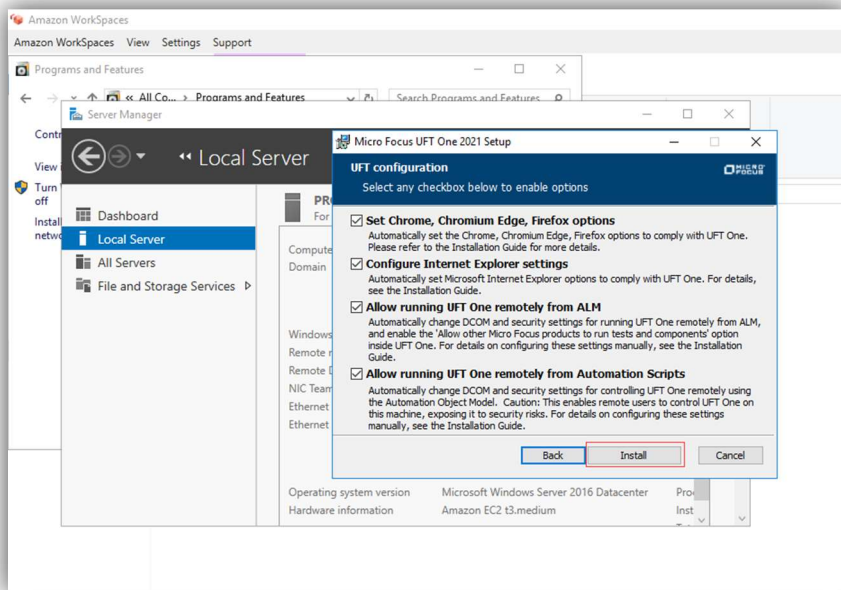 Amazon WorkSpaces
Amazon WorkSpaces View Settings Support
Programs and Features
« All Co... › Programs and Features
Search Programs and Features
Server Manager
‹‹ Local Server
Dashboard
Local Server
All Servers
File and Storage Services
View
Turn
off
Install
netwo
For
Compute
Domain
Windows
Remote
Remote
NIC Team
Ethernet
Ethernet
Operating system version Microsoft Windows Server 2016 Datacenter
Hardware information Amazon EC2 t3.medium
Inst
Micro Focus UFT One 2021 Setup
UFT configuration
Select any checkbox below to enable options
MICRO
FOCUS
Set Chrome, Chromium Edge, Firefox options
Automatically set the Chrome, Chromium Edge, Firefox options to comply with UFT One.
Please refer to the Installation Guide for more details.
Configure Internet Explorer settings
Automatically set Microsoft Internet Explorer options to comply with UFT One. For details,
see the Installation Guide.
Allow running UFT One remotely from ALM
Automatically change DCOM and security settings for running UFT One remotely from ALM,
and enable the 'Allow other Micro Focus products to run tests and components' option
inside UFT One. For details on configuring these settings manually, see the Installation
Guide.
Allow running UFT One remotely from Automation Scripts
Automatically change DCOM and security settings for controlling UFT One remotely using
the Automation Object Model. Caution: This enables remote users to control UFT One on
this machine, exposing it to security risks. For details on configuring these settings
manually, see the Installation Guide.
Back Install Cancel